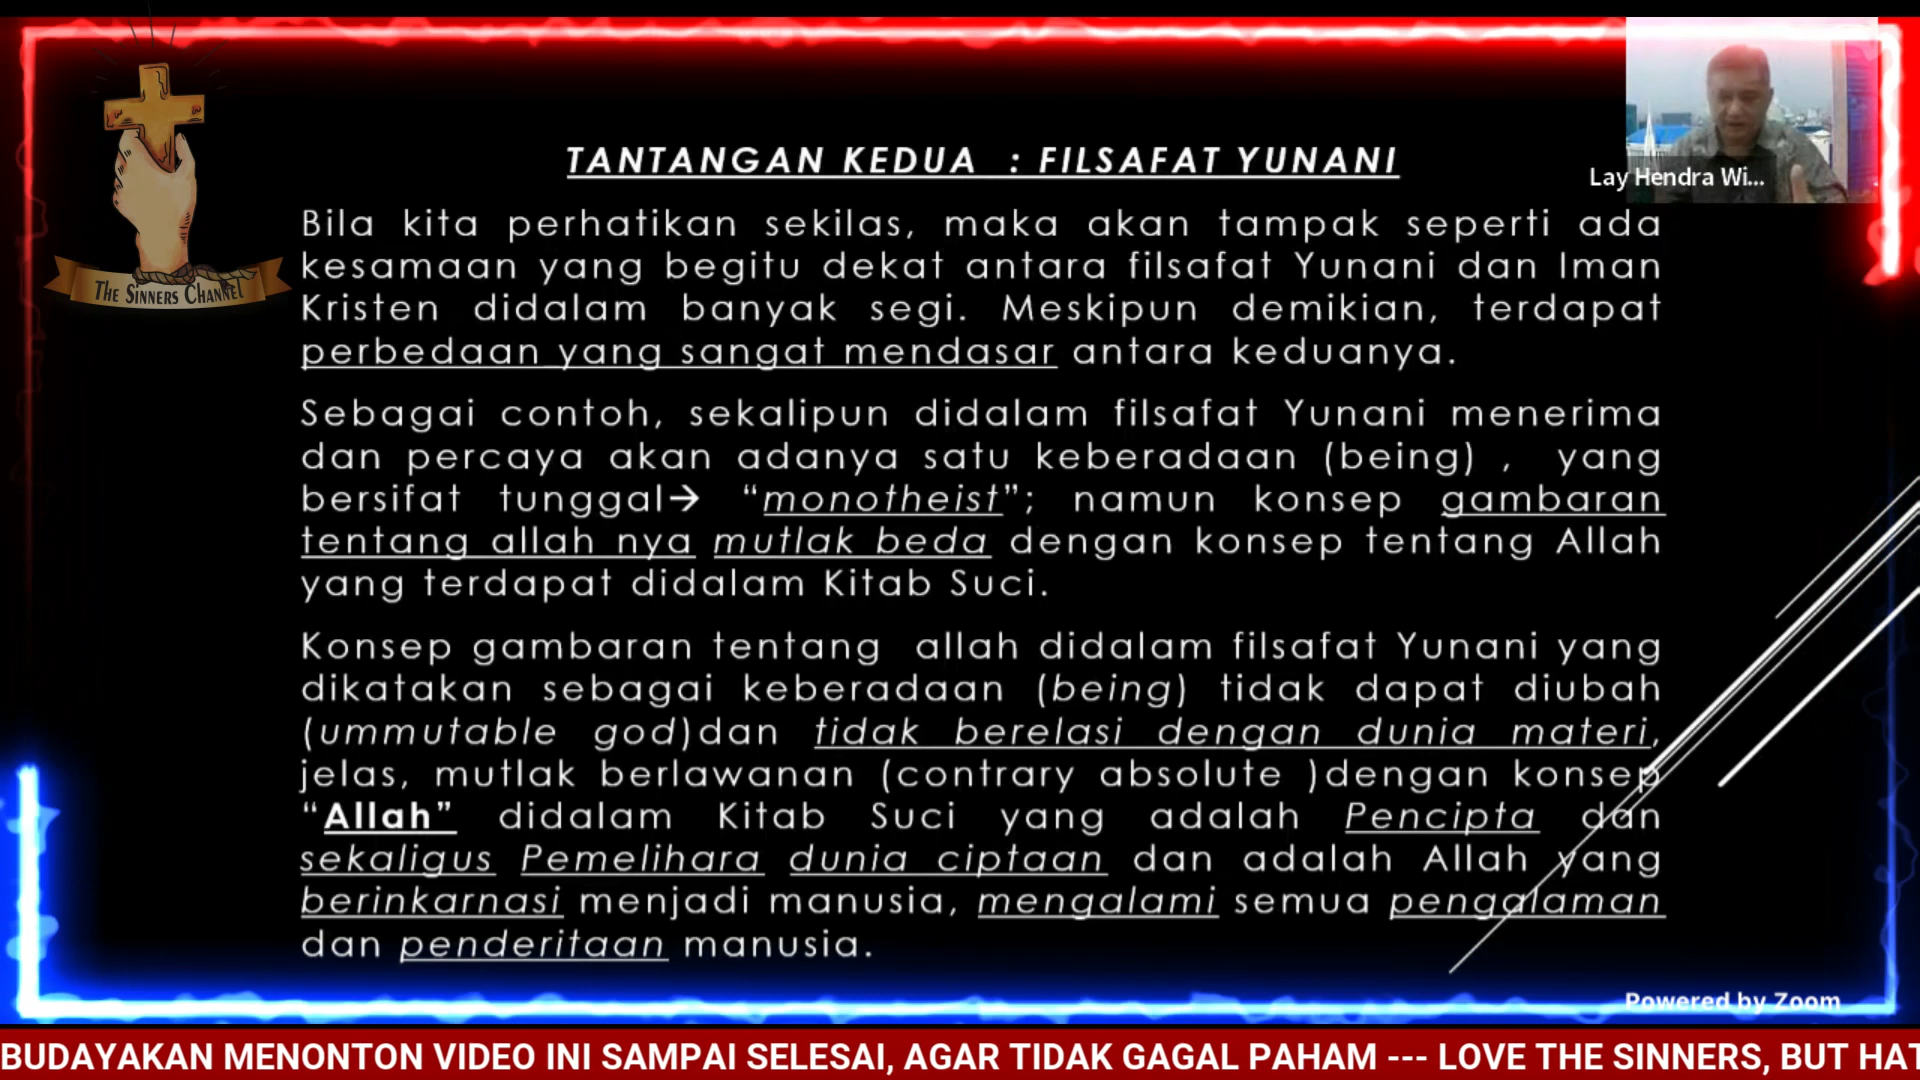 TANTANGAN KEDUA : FILSAFAT YUNANI
Lay Hendra Wi...
THE SINNERS CHANNEL
Bila kita perhatikan sekilas, maka akan tampak seperti ada
kesamaan yang begitu dekat antara filsafat Yunani dan Iman
Kristen didalam banyak segi. Meskipun demikian, terdapat
perbedaan yang sangat mendasar antara keduanya.
Sebagai contoh, sekalipun didalam filsafat Yunani menerima
dan percaya akan adanya satu keberadaan (being) , yang
bersifat tunggal→ “monotheist”; namun konsep gambaran
tentang allah nya mutlak beda dengan konsep tentang Allah
yang terdapat didalam Kitab Suci.
Konsep gambaran tentang allah didalam filsafat Yunani yang
dikatakan sebagai keberadaan (being) tidak dapat diubah
(ummutable god)dan tidak berelasi dengan dunia materi,
jelas, mutlak berlawanan (contrary absolute )dengan konsep
“Allah” didalam Kitab Suci yang adalah Pencipta dan
sekaligus Pemelihara dunia ciptaan dan adalah Allah yang
berinkarnasi menjadi manusia, mengalami semua pengalaman
dan penderitaan manusia.
Powered by Zoom
BUDAYAKAN MENONTON VIDEO INI SAMPAI SELESAI, AGAR TIDAK GAGAL PAHAM --- LOVE THE SINNERS, BUT HAT